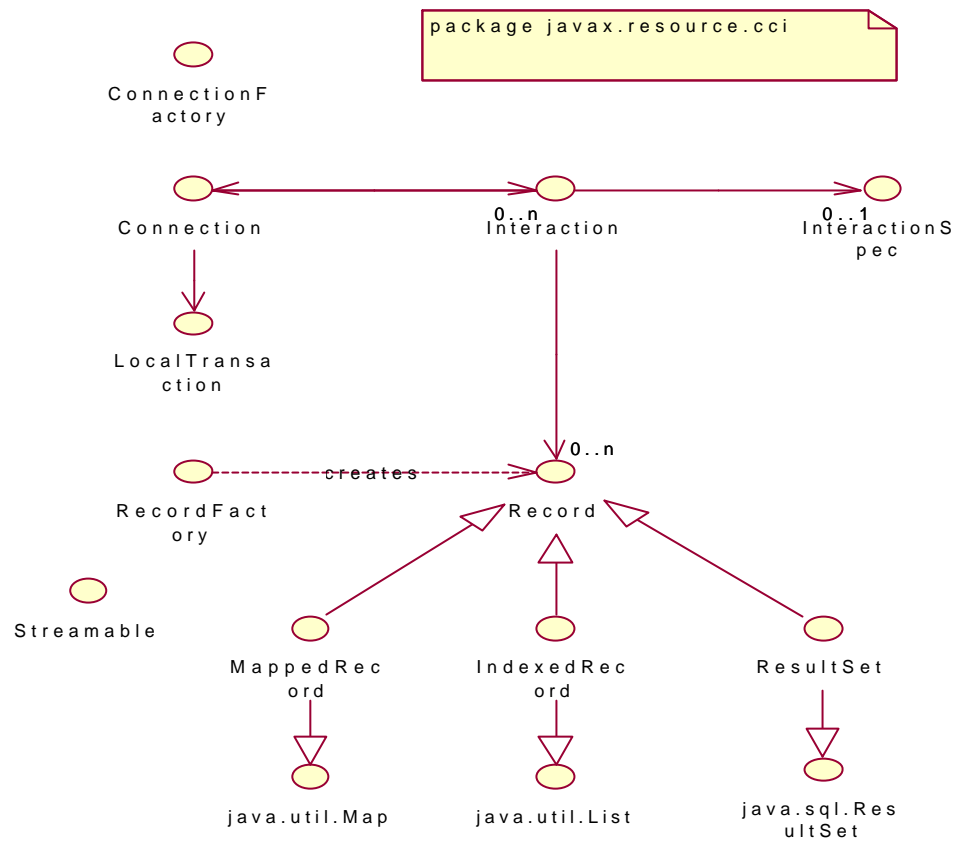 package javax.resource.cci
ConnectionF
actory
0..n
0..1
Connection
Interaction
InteractionS
pec
LocalTransa
ction
0..n
creates
RecordFact
ory
Record
Streamable
MappedRec
ord
IndexedRec
ord
ResultSet
java.util.Map
java.util.List
java.sql.Res
ultSet